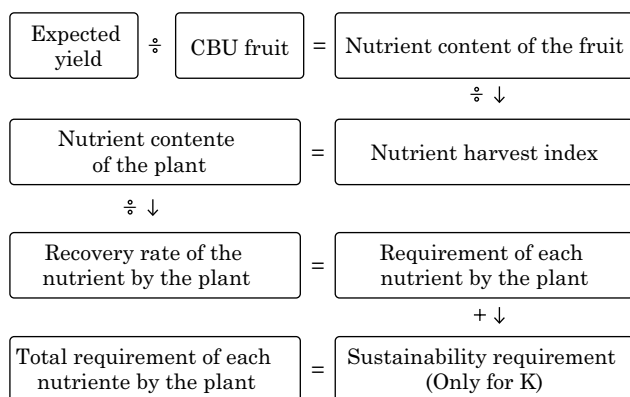 Expected
yield
÷
CBU fruit
=
Nutrient content of the fruit
÷ ↓
Nutrient contente
of the plant
=
Nutrient harvest index
÷ ↓
Recovery rate of the
nutrient by the plant
=
Requirement of each
nutrient by the plant
+ ↓
Total requirement of each
nutriente by the plant
=
Sustainability requirement
(Only for K)